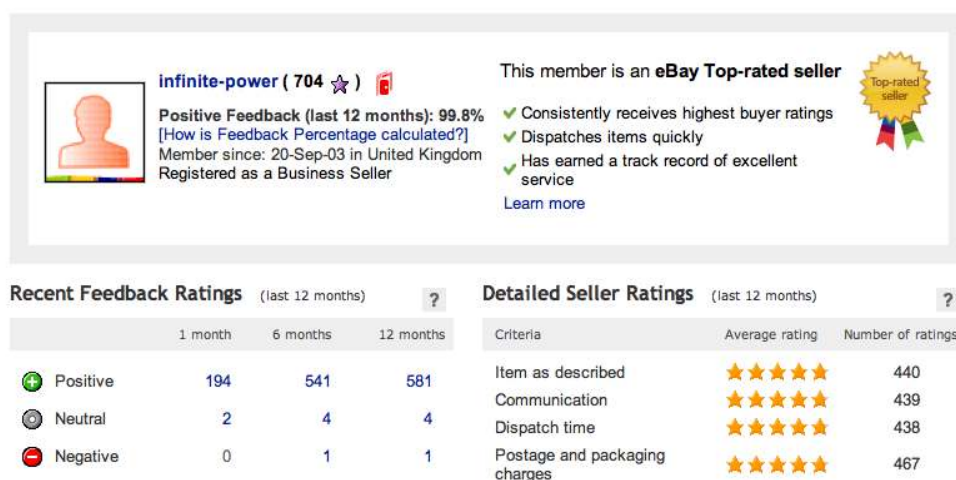 infinite-power ( 704 )
Positive Feedback (last 12 months): 99.8%
[How is Feedback Percentage calculated?]
Member since: 20-Sep-03 in United Kingdom
Registered as a Business Seller
This member is an eBay Top-rated seller
Consistently receives highest buyer ratings
Dispatches items quickly
Has earned a track record of excellent
service
Learn more
Top-rated
seller
Recent Feedback Ratings (last 12 months) ?
1 month 6 months 12 months
Positive 194 541 581
Neutral 2 4 4
Negative 0 1 1
Detailed Seller Ratings (last 12 months) ?
Criteria Average rating Number of ratings
Item as described 440
Communication 439
Dispatch time 438
Postage and packaging
charges 467